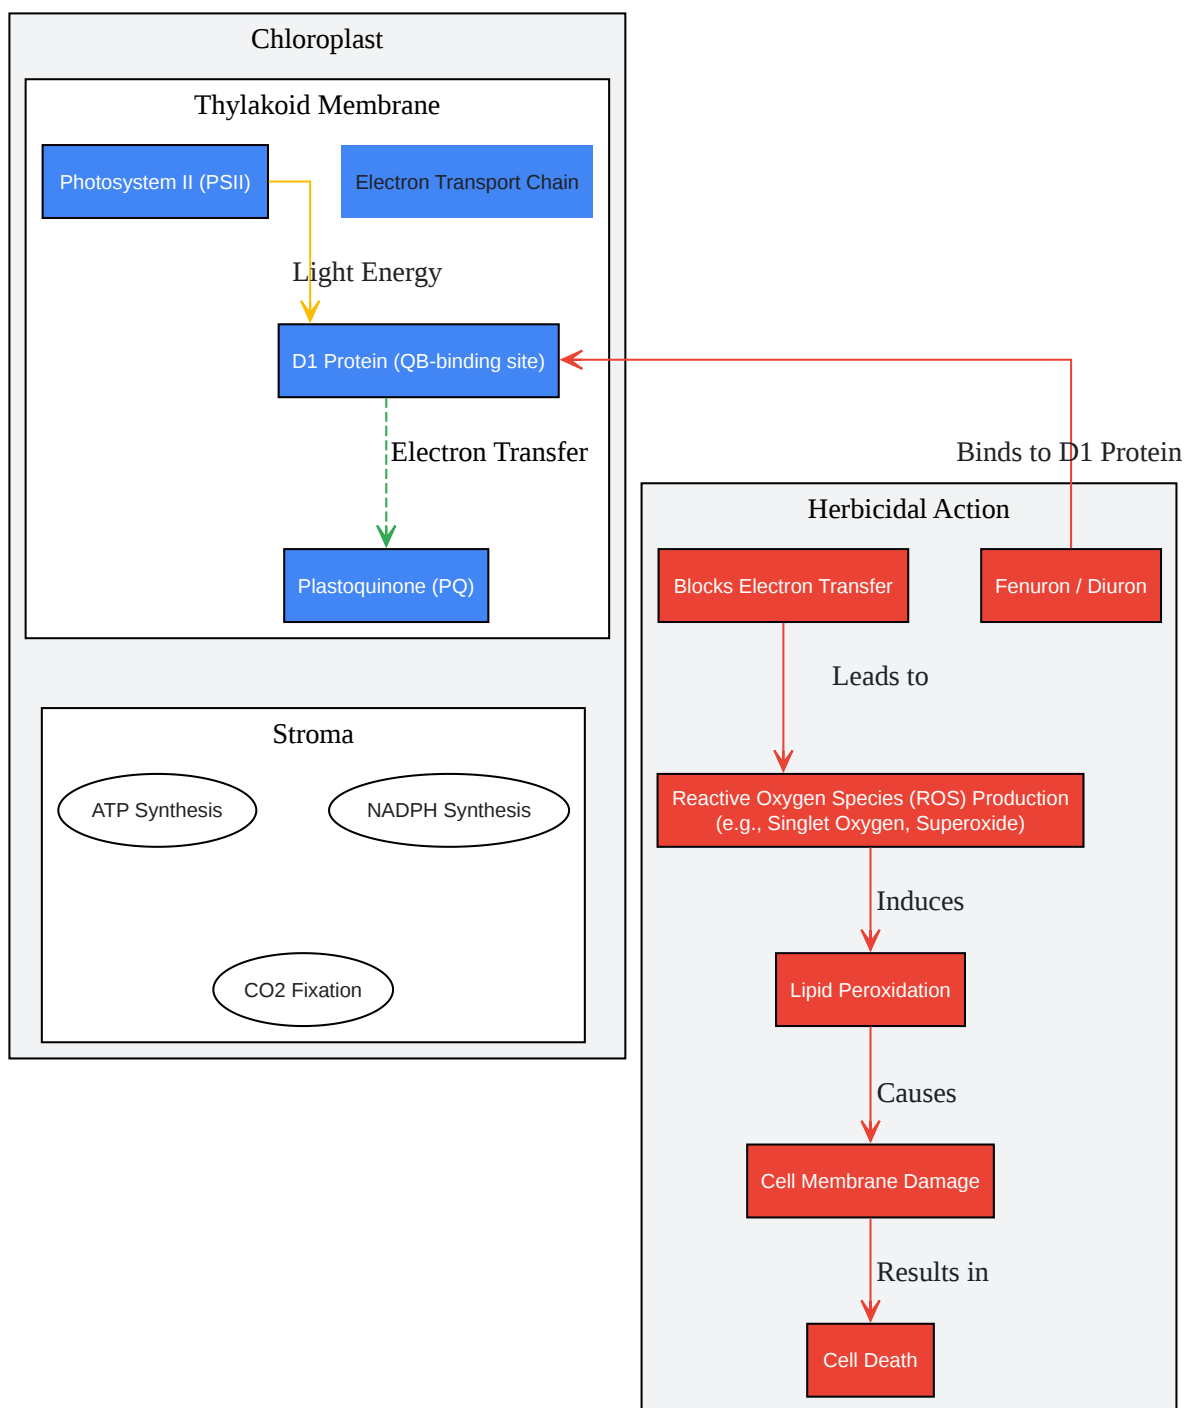 Chloroplast
Thylakoid Membrane
Photosystem II (PSII)
Electron Transport Chain
Light Energy
D1 Protein (QB-binding site)
Electron Transfer
Plastoquinone (PQ)
Stroma
ATP Synthesis
NADPH Synthesis
CO2 Fixation
Binds to D1 Protein
Herbicidal Action
Blocks Electron Transfer
Fenuron / Diuron
Leads to
Reactive Oxygen Species (ROS) Production
(e.g., Singlet Oxygen, Superoxide)
Induces
Lipid Peroxidation
Causes
Cell Membrane Damage
Results in
Cell Death